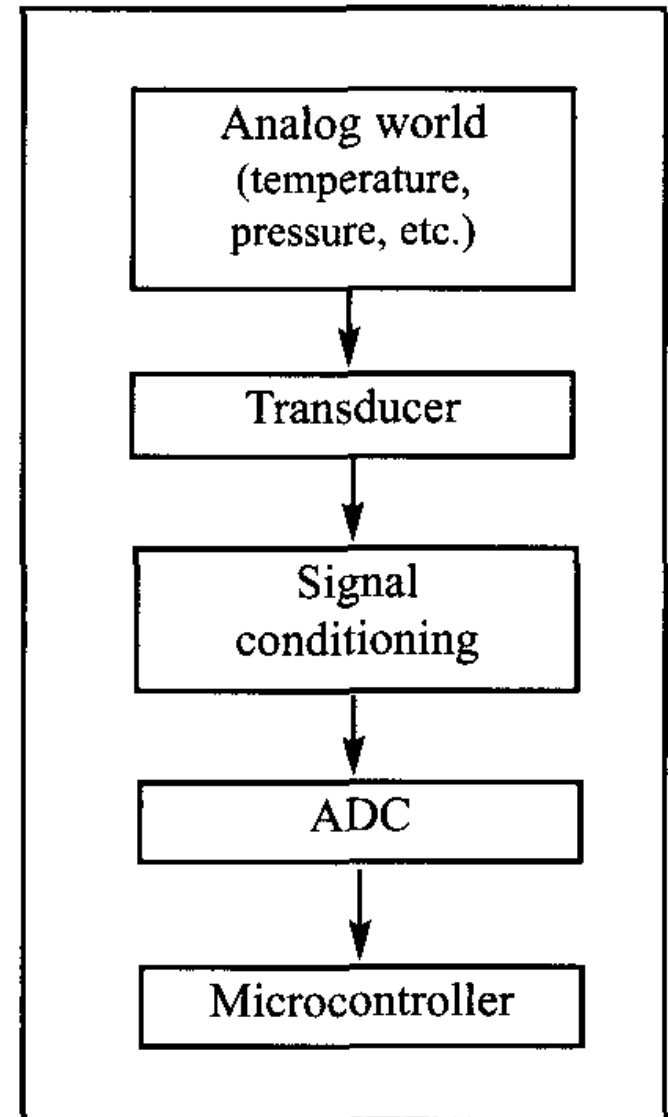 Analog world
(temperature,
pressure, etc.)
Transducer
Signal
conditioning
ADC
Microcontroller